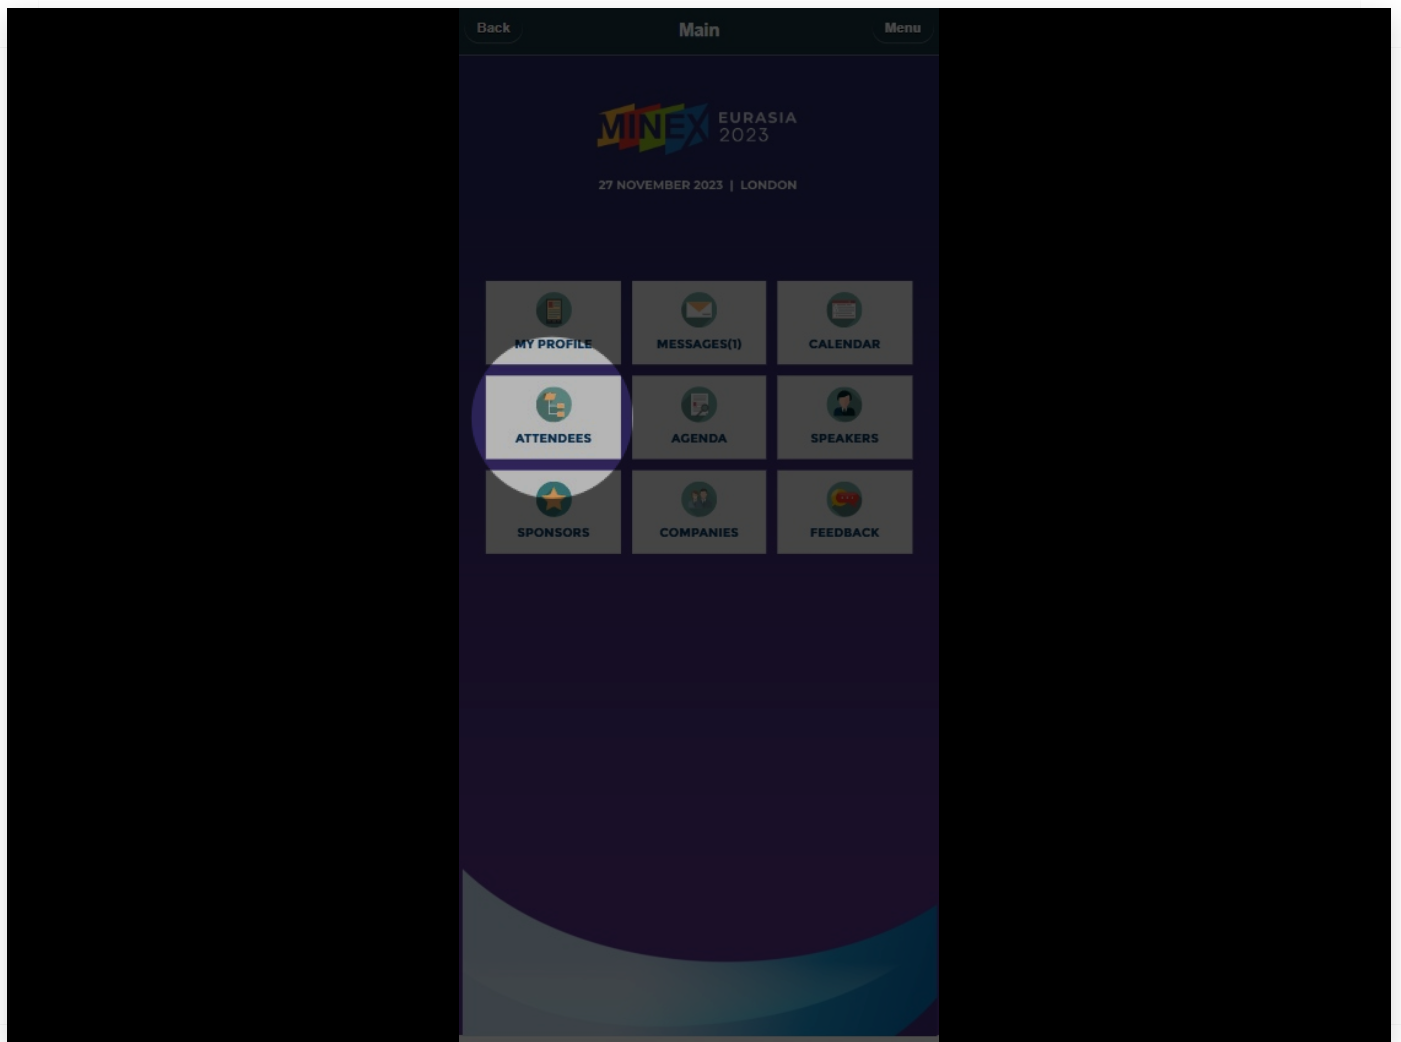 Back Main Menu
MINEX EURASIA
2023
27 NOVEMBER 2023 | LONDON
MY PROFILE MESSAGES(1) CALENDAR
ATTENDEES AGENDA SPEAKERS
SPONSORS COMPANIES FEEDBACK